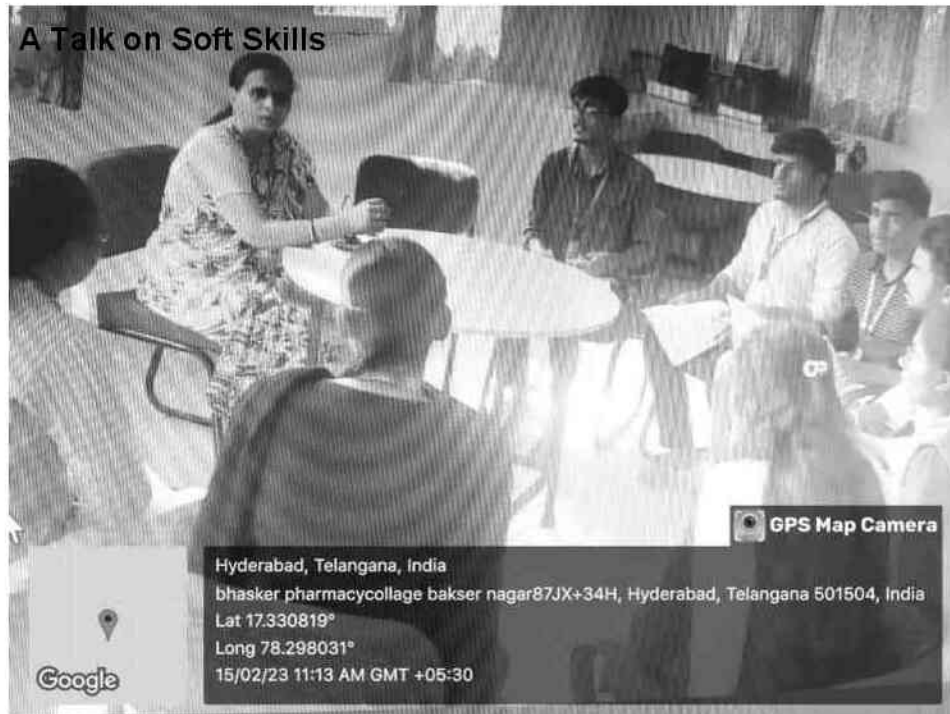 A Talk on Soft Skills
GPS Map Camera
Hyderabad, Telangana, India
bhasker pharmacycollage bakser nagar87JX+34H, Hyderabad, Telangana 501504, India
Lat 17.330819°
Long 78.298031°
15/02/23 11:13 AM GMT +05:30
Google